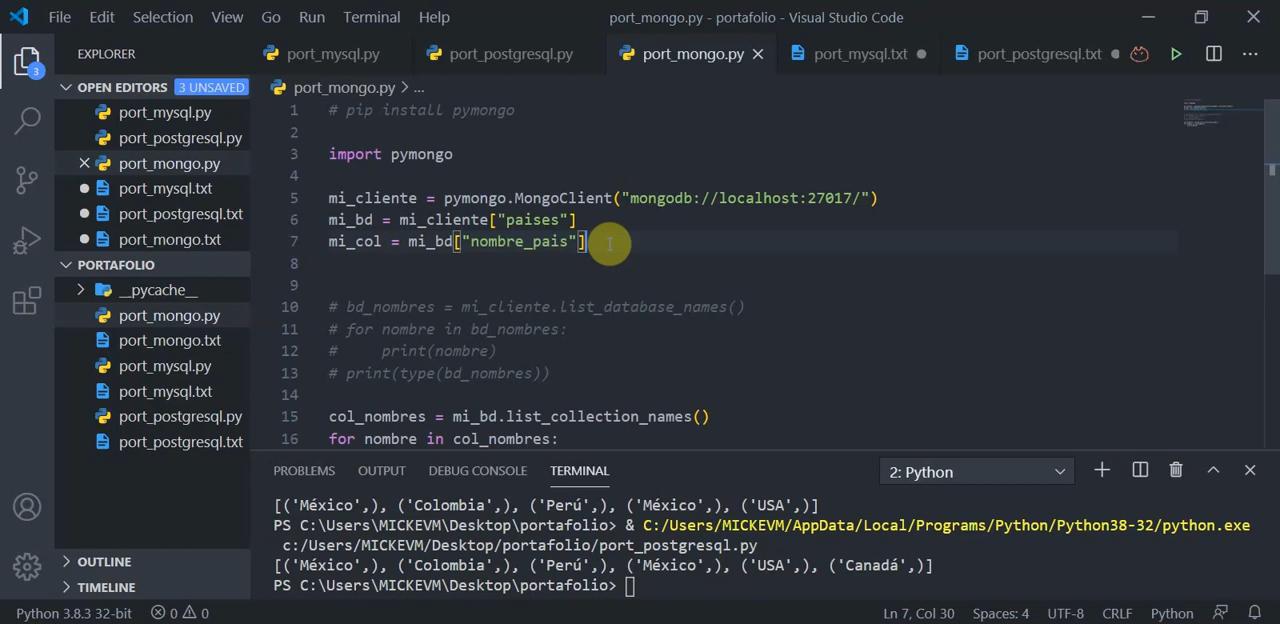 File Edit Selection View Go Run Terminal Help port_mongo.py - portafolio - Visual Studio Code
EXPLORER
port_mysql.py port_postgresql.py port_mongo.py port_mysql.txt port_postgresql.txt
OPEN EDITORS 3 UNSAVED
port_mysql.py
port_postgresql.py
port_mongo.py
port_mysql.txt
port_postgresql.txt
port_mongo.txt
PORTAFOLIO
__pycache__
port_mongo.py
port_mongo.txt
port_mysql.py
port_mysql.txt
port_postgresql.py
port_postgresql.txt
OUTLINE
TIMELINE
3
port_mongo.py > ...
1 # pip install pymongo
2
3 import pymongo
4
5 mi_cliente = pymongo.MongoClient("mongodb://localhost:27017/")
6 mi_bd = mi_cliente["paises"]
7 mi_col = mi_bd["nombre_pais"]
8
9
10 # bd_nombres = mi_cliente.list_database_names()
11 # for nombre in bd_nombres:
12 #     print(nombre)
13 # print(type(bd_nombres))
14
15 col_nombres = mi_bd.list_collection_names()
16 for nombre in col_nombres:
PROBLEMS OUTPUT DEBUG CONSOLE TERMINAL 2: Python
[('México',), ('Colombia',), ('Perú',), ('México',), ('USA',)]
PS C:\Users\MICKEVM\Desktop\portafolio> & C:/Users/MICKEVM/AppData/Local/Programs/Python/Python38-32/python.exe
c:/Users/MICKEVM/Desktop/portafolio/port_postgresql.py
[('México',), ('Colombia',), ('Perú',), ('México',), ('USA',), ('Canadá',)]
PS C:\Users\MICKEVM\Desktop\portafolio>
Python 3.8.3 32-bit 0 0 Ln 7, Col 30 Spaces: 4 UTF-8 CRLF Python